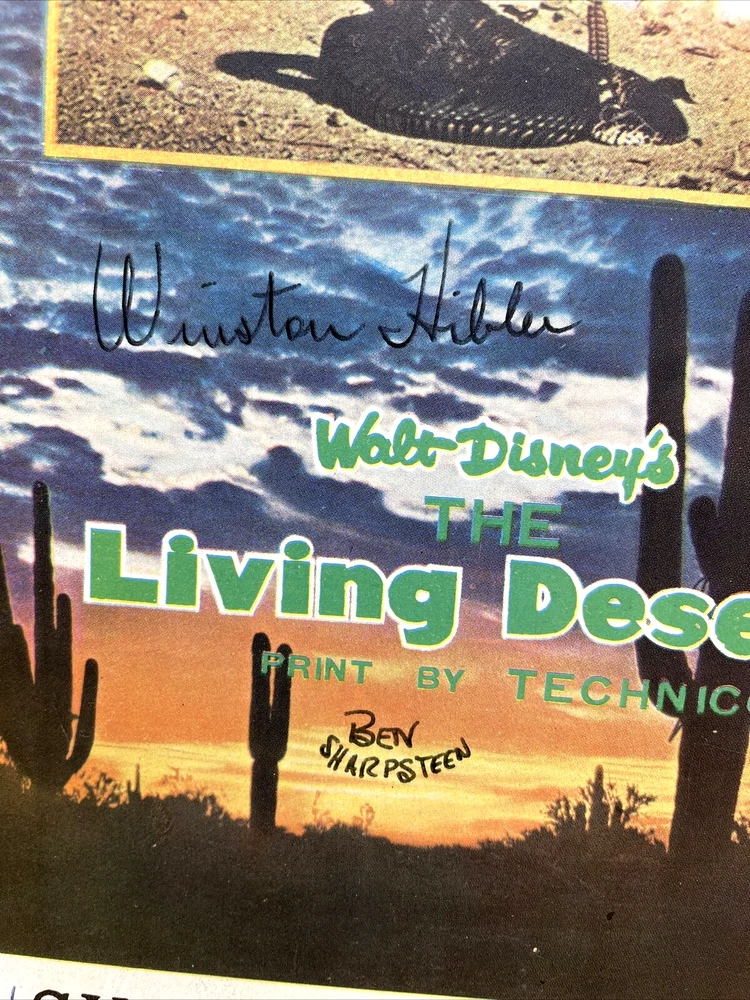 Winston Hibler
Walt Disney's
THE
Living Dese
PRINT BY TECHNIC
BEN
SHARPSTEEN